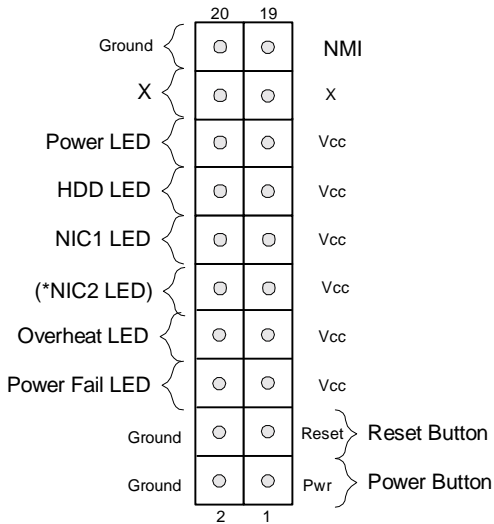 20 19
Ground NMI
X X
Power LED Vcc
HDD LED Vcc
NIC1 LED Vcc
(*NIC2 LED) Vcc
Overheat LED Vcc
Power Fail LED Vcc
Ground Reset Reset Button
Ground Pwr Power Button
2 1